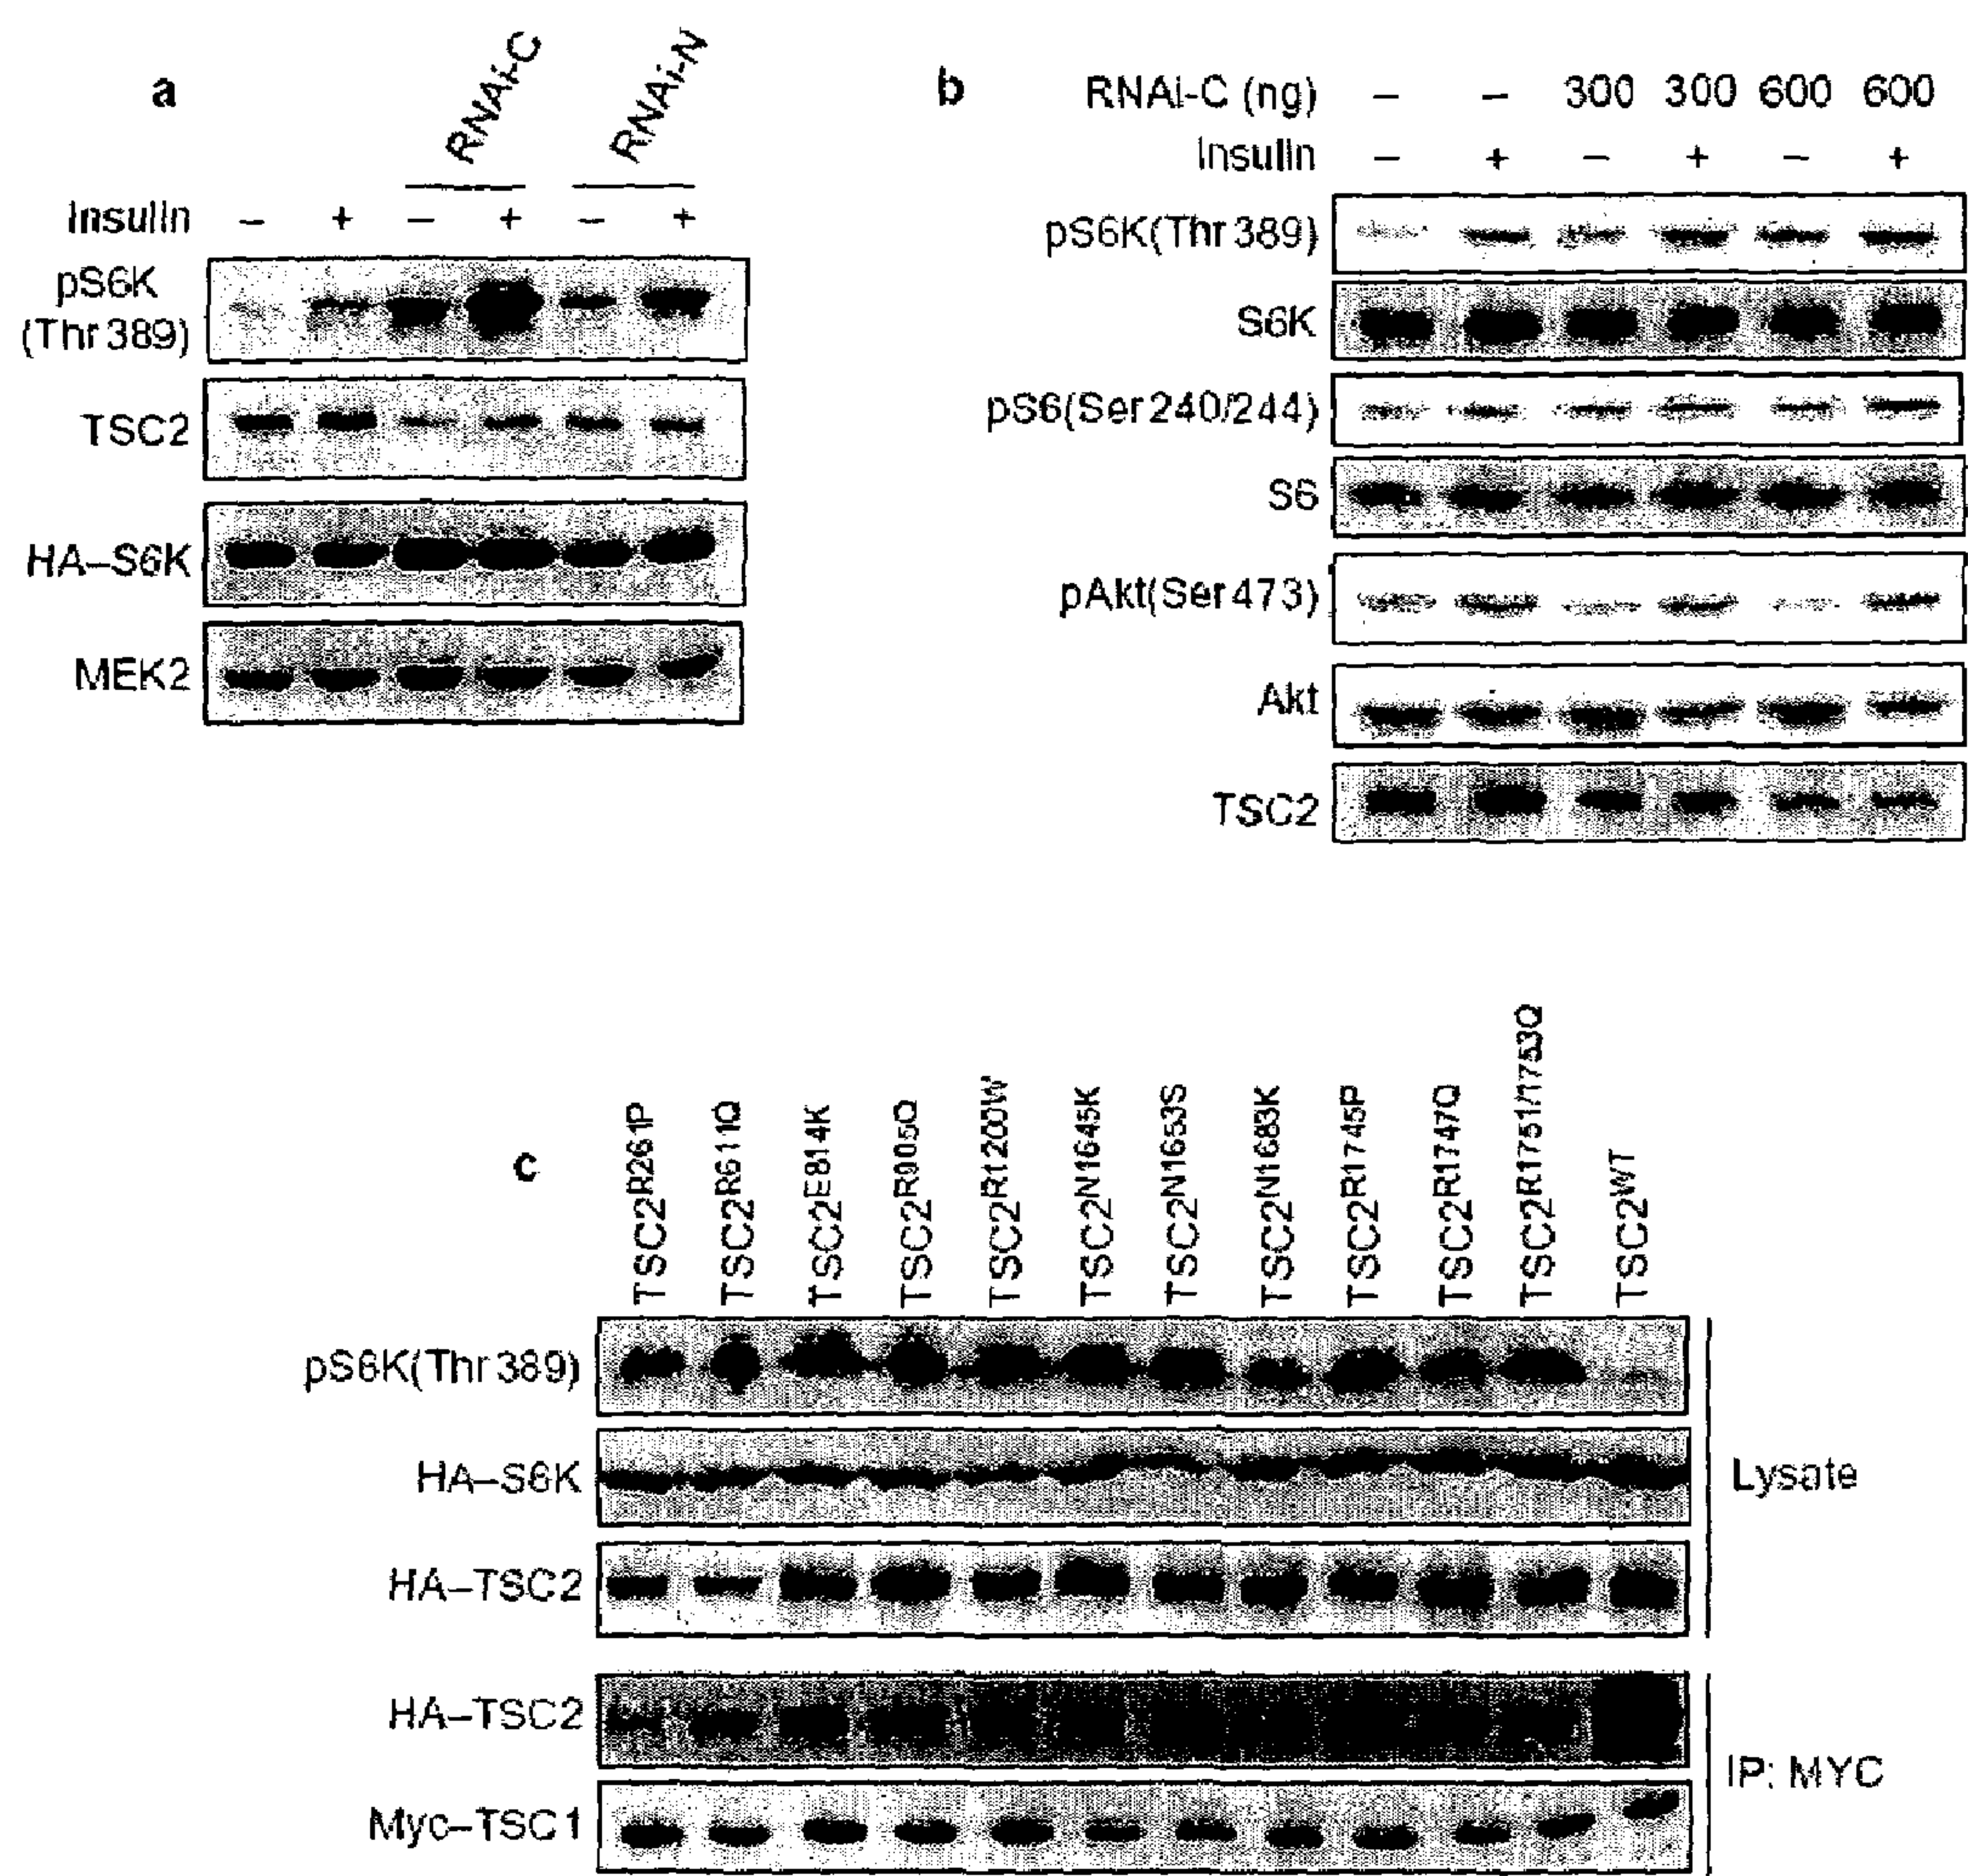 a
RNAi-C
RNAi-N
Insulin – + – + – +
pS6K
(Thr 389)
TSC2
HA–S6K
MEK2
b
RNAi-C (ng) – – 300 300 600 600
Insulin – + – + – +
pS6K(Thr 389)
S6K
pS6(Ser 240/244)
S6
pAkt(Ser 473)
Akt
TSC2
c
TSC2R261P
TSC2R611Q
TSC2E814K
TSC2R905Q
TSC2R1200W
TSC2N1645K
TSC2N1653S
TSC2N1683K
TSC2R1745P
TSC2R1747Q
TSC2R1751/1753Q
TSC2WT
pS6K(Thr 389)
HA–S6K
HA–TSC2
Lysate
HA–TSC2
Myc–TSC1
IP: MYC